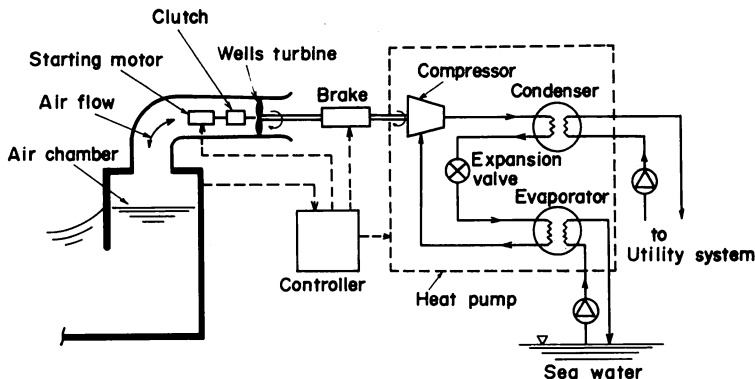 Clutch
Wells turbine
Starting motor
Air flow
Air chamber
Brake
Compressor
Condenser
Expansion
valve
Evaporator
to
Utility system
Controller
Heat pump
Sea water